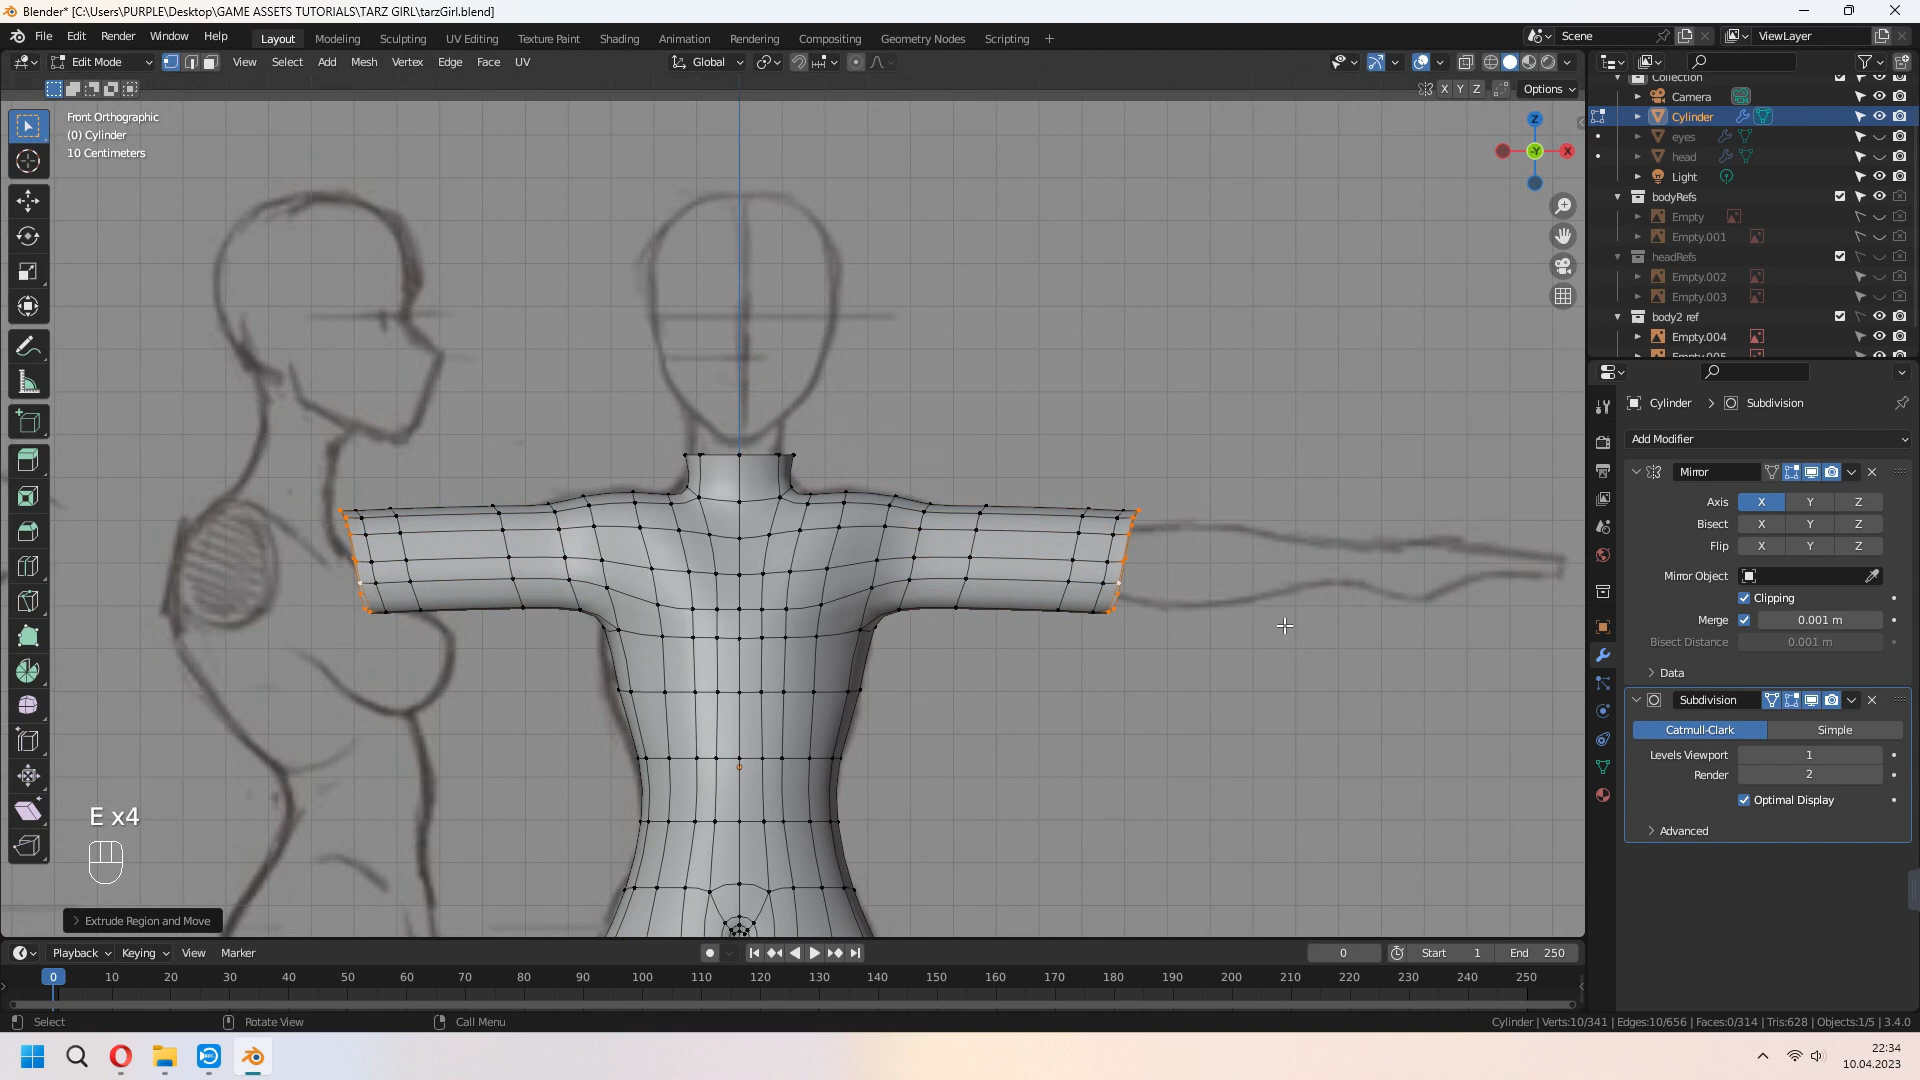 Blender* [C:\Users\PURPLE\Desktop\GAME ASSETS TUTORIALS\TARZ GIRL\tarzGirl.blend]
File Edit Render Window Help Layout Modeling Sculpting UV Editing Texture Paint Shading Animation Rendering Compositing Geometry Nodes Scripting Scene ViewLayer
Edit Mode View Select Add Mesh Vertex Edge Face UV Global
X Y Z Options
Front Orthographic
(0) Cylinder
10 Centimeters
Z
-Y X
Collection
Camera
Cylinder
eyes
head
Light
bodyRefs
Empty
Empty.001
headRefs
Empty.002
Empty.003
body2 ref
Empty.004
Empty.005
Cylinder > Subdivision
Add Modifier
Mirror
Axis X Y Z
Bisect X Y Z
Flip X Y Z
Mirror Object
Clipping
Merge 0.001 m
Bisect Distance 0.001 m
Data
Subdivision
Catmull-Clark Simple
Levels Viewport 1
Render 2
Optimal Display
Advanced
E x4
Extrude Region and Move
Playback Keying View Marker 0 Start 1 End 250
0 10 20 30 40 50 60 70 80 90 100 110 120 130 140 150 160 170 180 190 200 210 220 230 240 250
Select Rotate View Call Menu Cylinder | Verts:10/341 | Edges:10/656 | Faces:0/314 | Tris:628 | Objects:1/5 | 3.4.0
22:34
10.04.2023